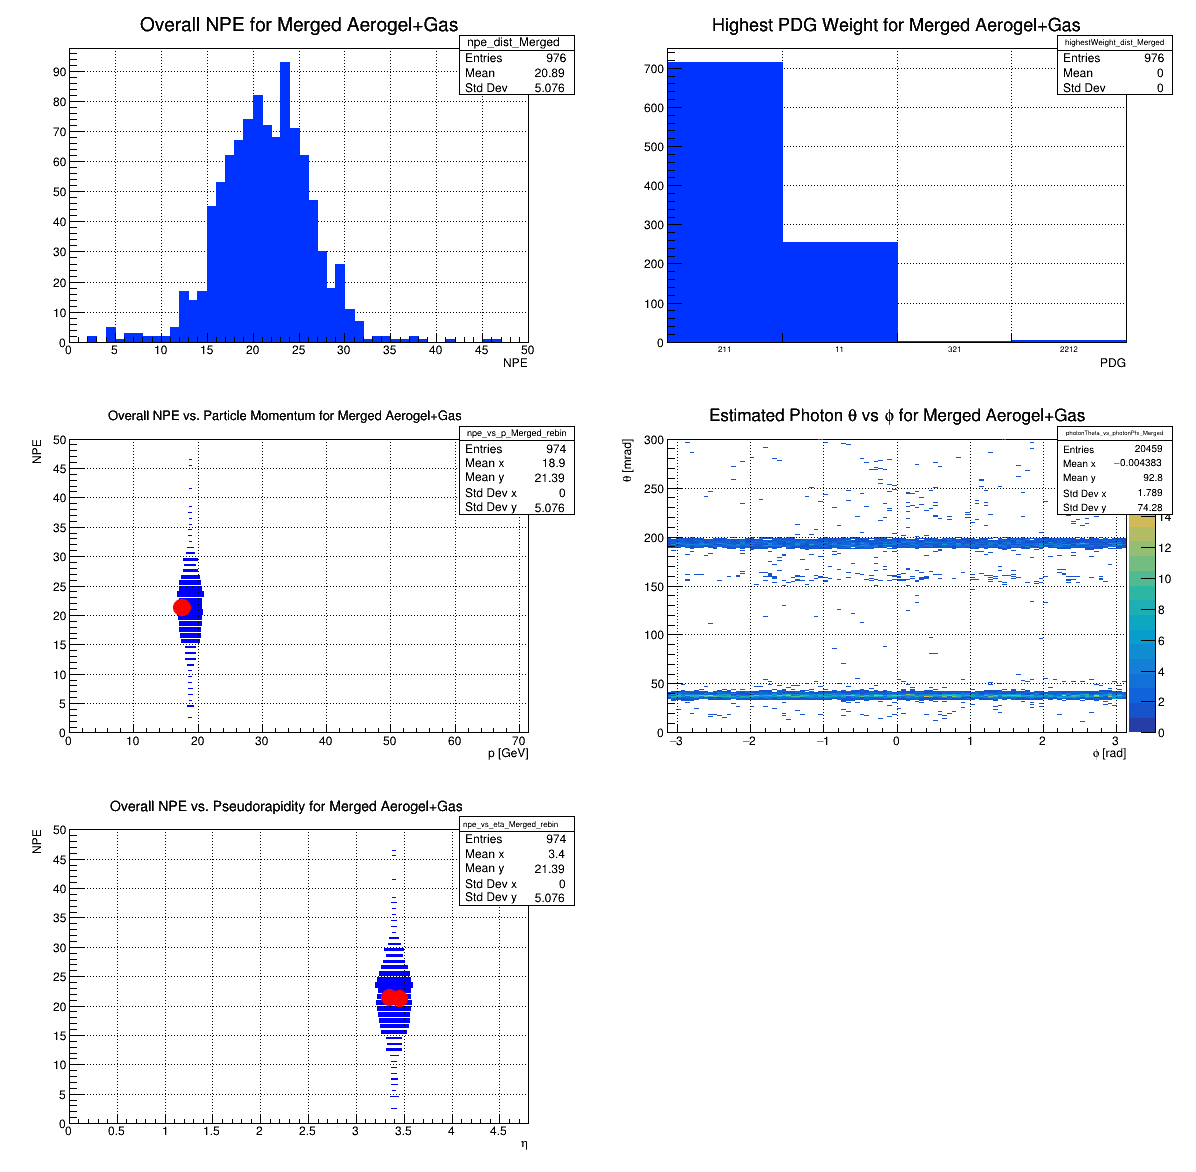 Overall NPE for Merged Aerogel+Gas
npe_dist_Merged
Entries 976
Mean 20.89
Std Dev 5.076
90
80
70
60
50
40
30
20
10
0
0 5 10 15 20 25 30 35 40 45 50
NPE
Highest PDG Weight for Merged Aerogel+Gas
highestWeight_dist_Merged
Entries 976
Mean 0
Std Dev 0
700
600
500
400
300
200
100
0
211 11 321 2212
PDG
Overall NPE vs. Particle Momentum for Merged Aerogel+Gas
npe_vs_p_Merged_rebin
Entries 974
Mean x 18.9
Mean y 21.39
Std Dev x 0
Std Dev y 5.076
NPE
50
45
40
35
30
25
20
15
10
5
0
0 10 20 30 40 50 60 70
p [GeV]
Estimated Photon θ vs ϕ for Merged Aerogel+Gas
photonTheta_vs_photonPhi_Merged
Entries 20459
Mean x −0.004383
Mean y 92.8
Std Dev x 1.789
Std Dev y 74.28
θ [mrad]
300
250
200
150
100
50
0
−3 −2 −1 0 1 2 3
ϕ [rad]
14
12
10
8
6
4
2
0
Overall NPE vs. Pseudorapidity for Merged Aerogel+Gas
npe_vs_eta_Merged_rebin
Entries 974
Mean x 3.4
Mean y 21.39
Std Dev x 0
Std Dev y 5.076
NPE
50
45
40
35
30
25
20
15
10
5
0
0 0.5 1 1.5 2 2.5 3 3.5 4 4.5
η